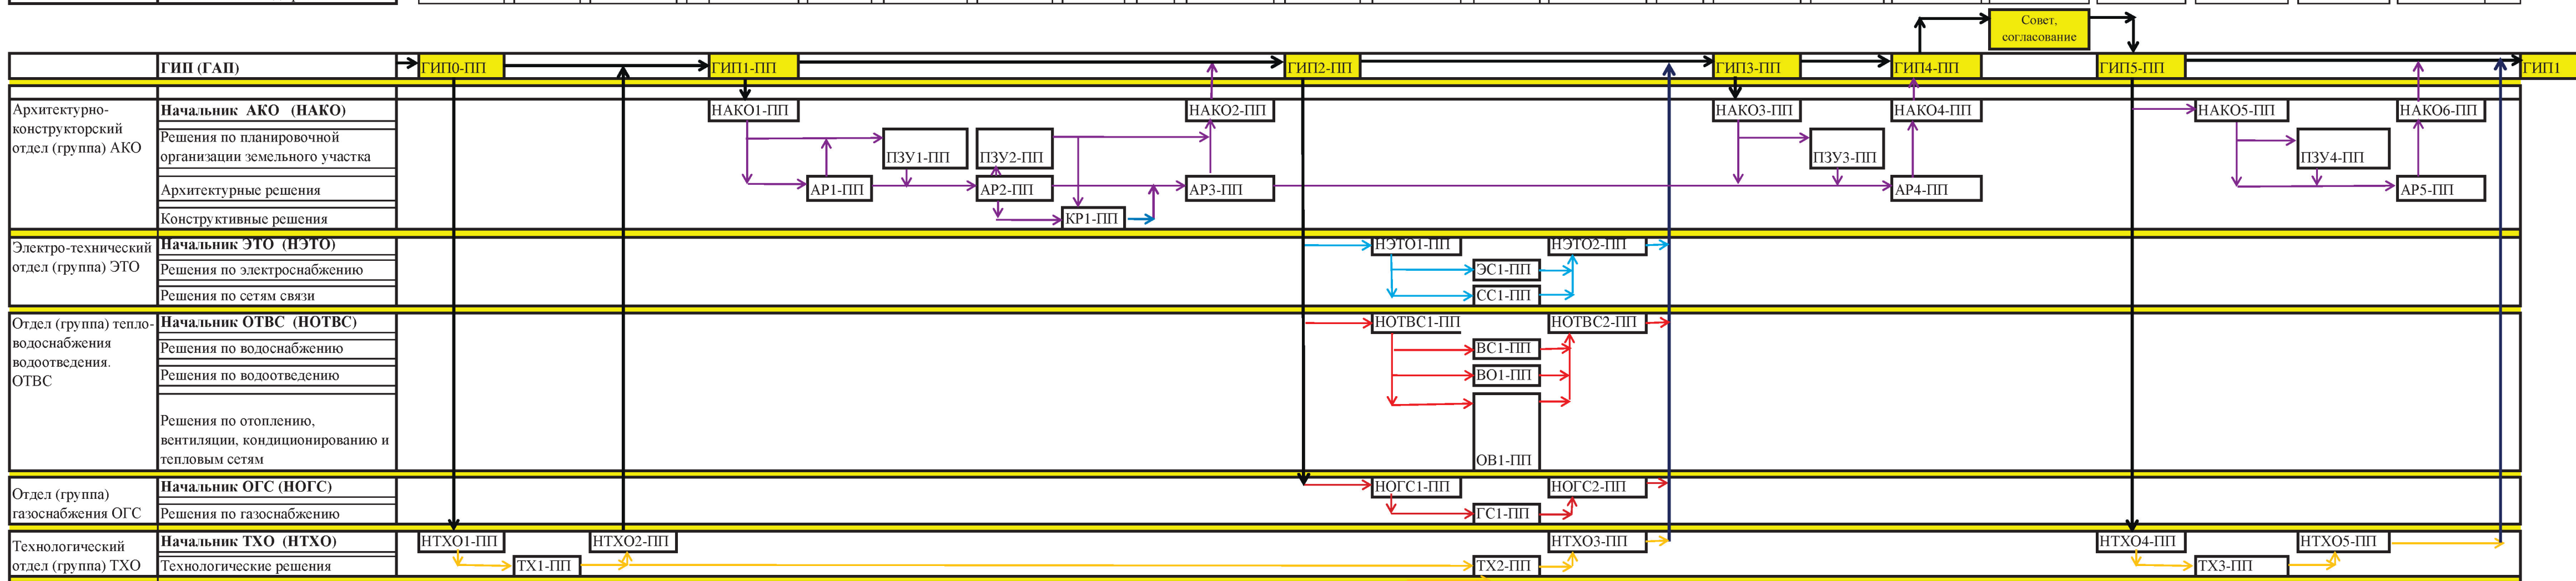 Совет,
согласование
ГИП (ГАП)
ГИП0-ПП
ГИП1-ПП
ГИП2-ПП
ГИП3-ПП
ГИП4-ПП
ГИП5-ПП
ГИП1
Архитектурно-
конструкторский
отдел (группа) АКО
Начальник АКО (НАКО)
НАКО1-ПП
НАКО2-ПП
НАКО3-ПП
НАКО4-ПП
НАКО5-ПП
НАКО6-ПП
Решения по планировочной
организации земельного участка
ПЗУ1-ПП
ПЗУ2-ПП
ПЗУ3-ПП
ПЗУ4-ПП
Архитектурные решения
АР1-ПП
АР2-ПП
АР3-ПП
АР4-ПП
АР5-ПП
Конструктивные решения
КР1-ПП
Электро-технический
отдел (группа) ЭТО
Начальник ЭТО (НЭТО)
НЭТО1-ПП
НЭТО2-ПП
Решения по электроснабжению
ЭС1-ПП
Решения по сетям связи
СС1-ПП
Отдел (группа) тепло-
водоснабжения
водоотведения.
ОТВС
Начальник ОТВС (НОТВС)
НОТВС1-ПП
НОТВС2-ПП
Решения по водоснабжению
ВС1-ПП
Решения по водоотведению
ВО1-ПП
Решения по отоплению,
вентиляции, кондиционированию и
тепловым сетям
ОВ1-ПП
Отдел (группа)
газоснабжения ОГС
Начальник ОГС (НОГС)
НОГС1-ПП
НОГС2-ПП
Решения по газоснабжению
ГС1-ПП
Технологический
отдел (группа) ТХО
Начальник ТХО (НТХО)
НТХО1-ПП
НТХО2-ПП
НТХО3-ПП
НТХО4-ПП
НТХО5-ПП
Технологические решения
ТХ1-ПП
ТХ2-ПП
ТХ3-ПП